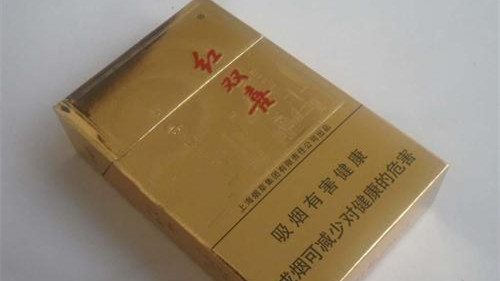 红双喜
上海烟草集团有限责任公司出品
吸烟有害健康
戒烟可减少对健康的危害